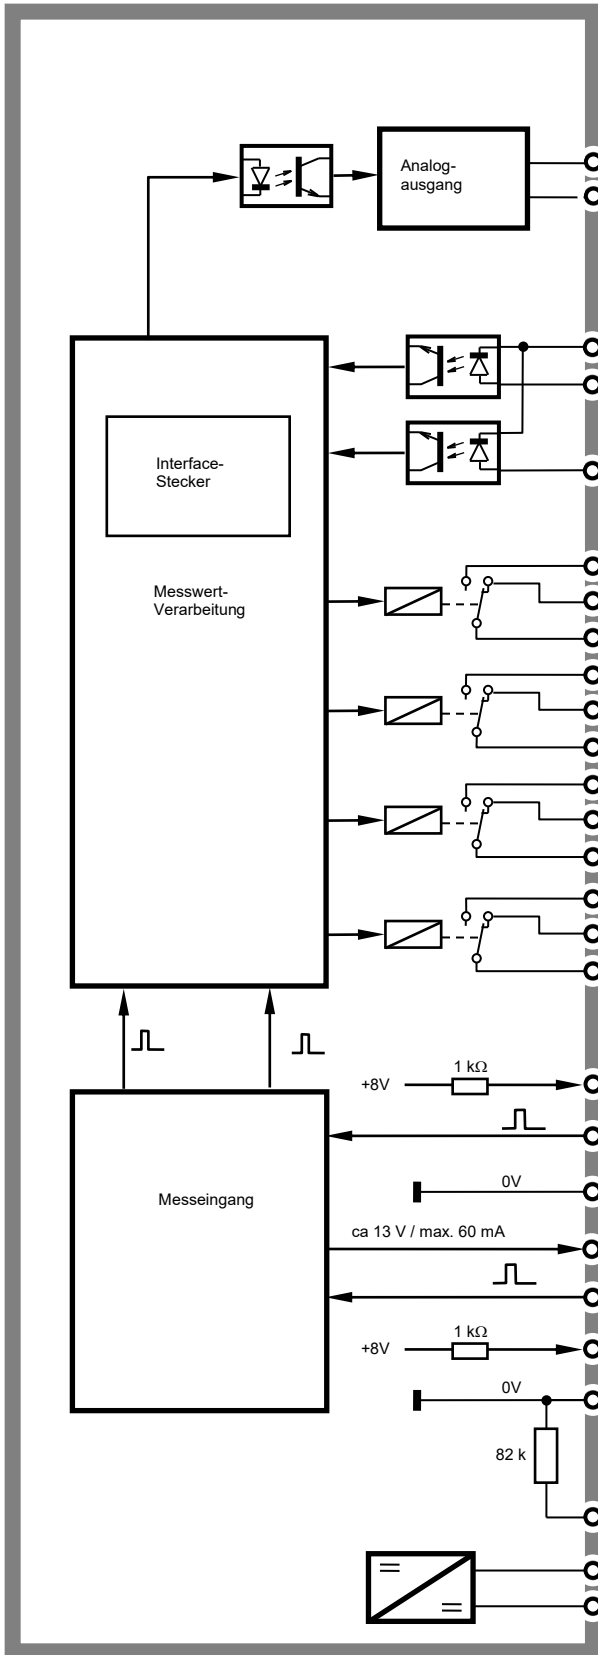 Analog-
ausgang
Interface-
Stecker
Messwert-
Verarbeitung
1 kΩ
+8V
0V
Messeingang
ca 13 V / max. 60 mA
1 kΩ
+8V
0V
82 k